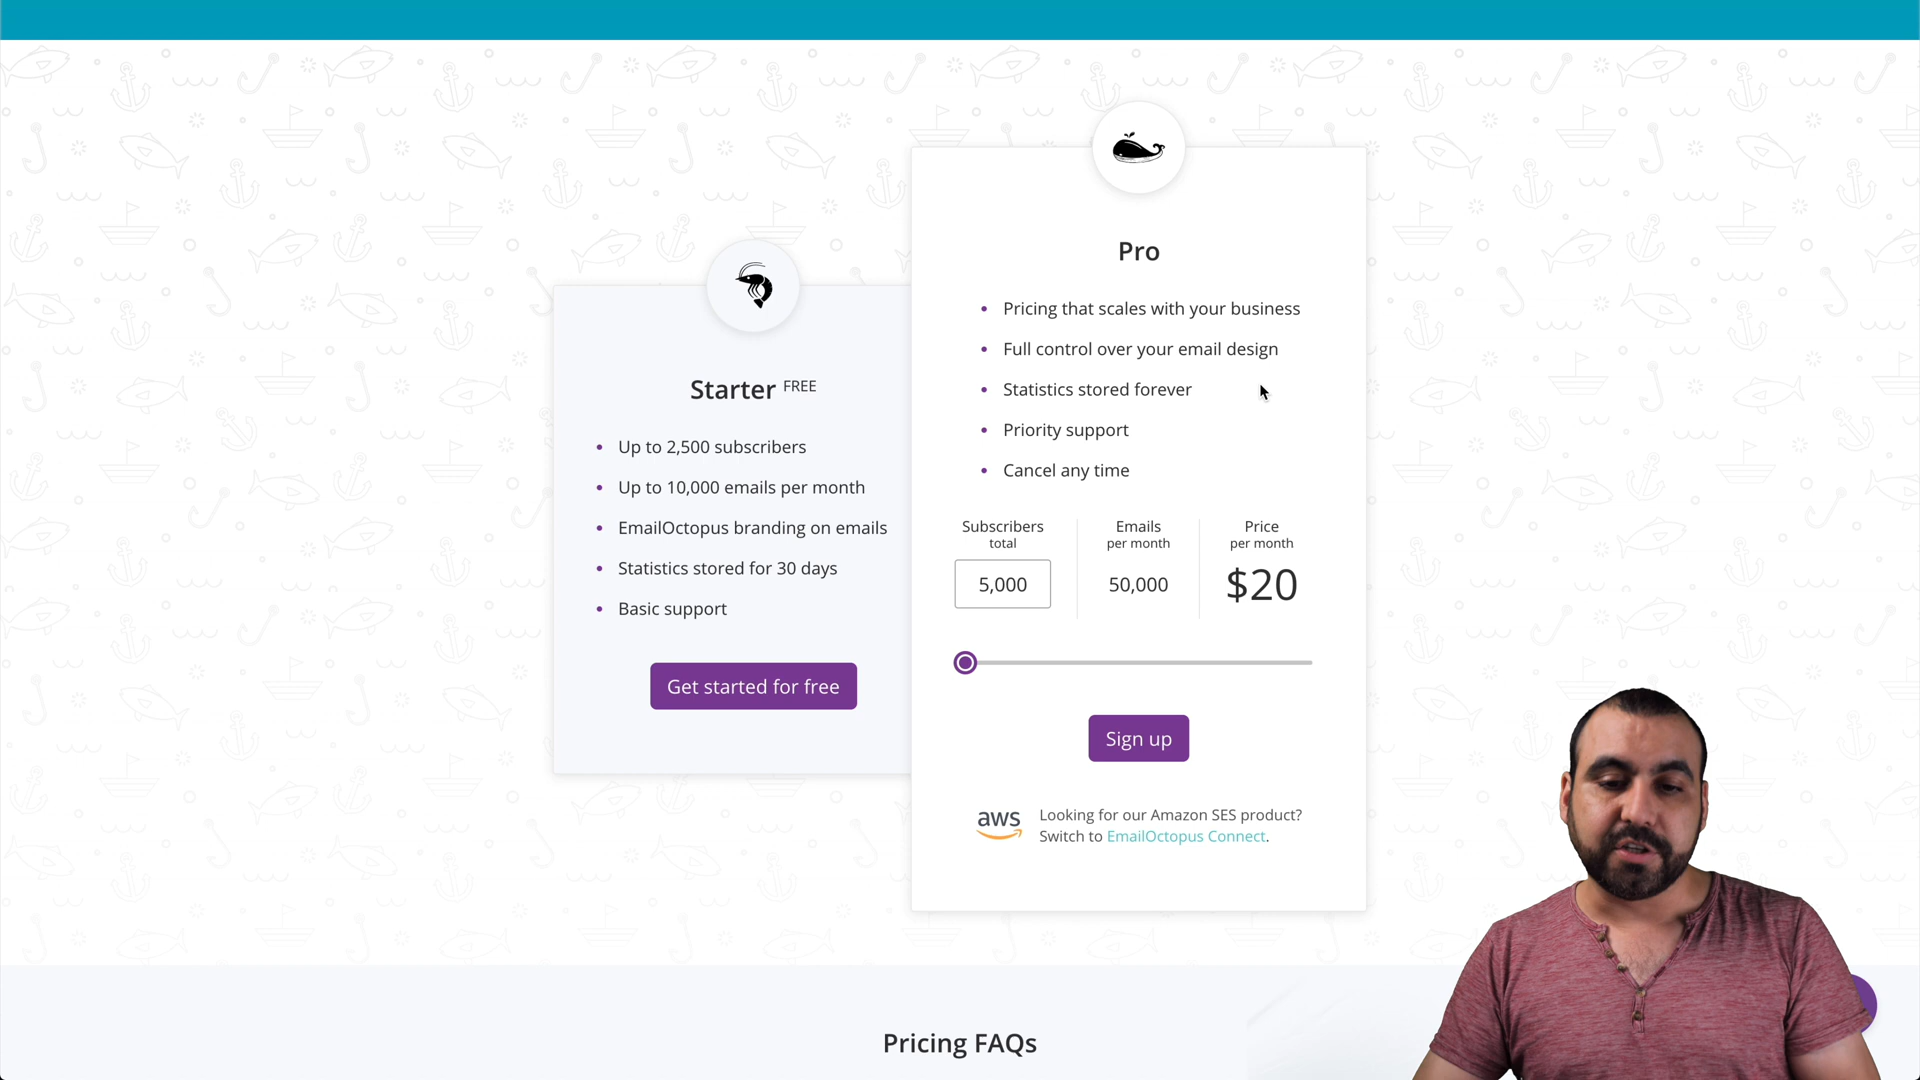 Starter FREE
Up to 2,500 subscribers
Up to 10,000 emails per month
EmailOctopus branding on emails
Statistics stored for 30 days
Basic support
Get started for free
Pro
Pricing that scales with your business
Full control over your email design
Statistics stored forever
Priority support
Cancel any time
Subscribers
total
5,000
Emails
per month
50,000
Price
per month
$20
Sign up
aws
Looking for our Amazon SES product?
Switch to EmailOctopus Connect.
Pricing FAQs